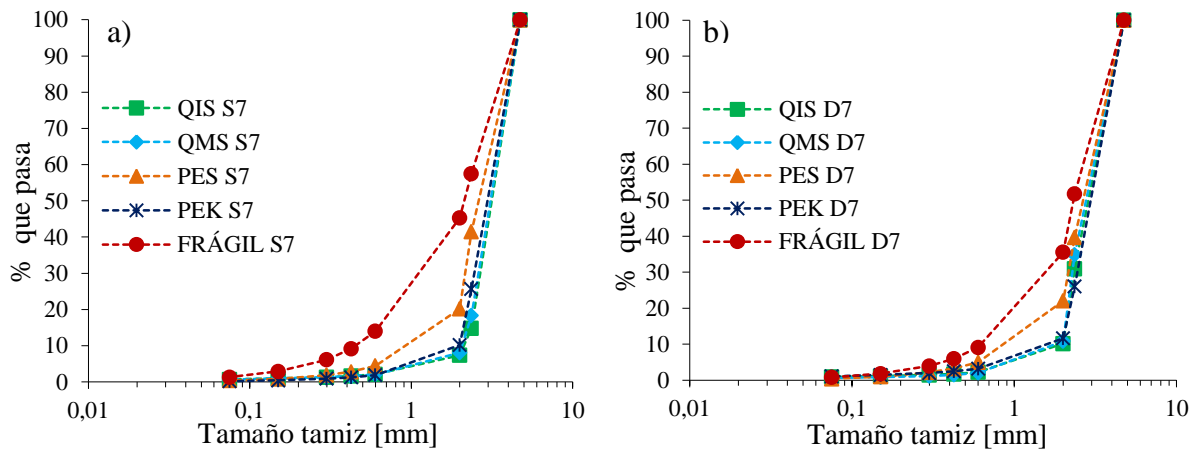 a)
% que pasa
100
90
80
70
60
50
40
30
20
10
0
QIS S7
QMS S7
PES S7
PEK S7
FRÁGIL S7
0,01
0,1
1
10
Tamaño tamiz [mm]
b)
% que pasa
100
90
80
70
60
50
40
30
20
10
0
QIS D7
QMS D7
PES D7
PEK D7
FRÁGIL D7
0,01
0,1
1
10
Tamaño tamiz [mm]